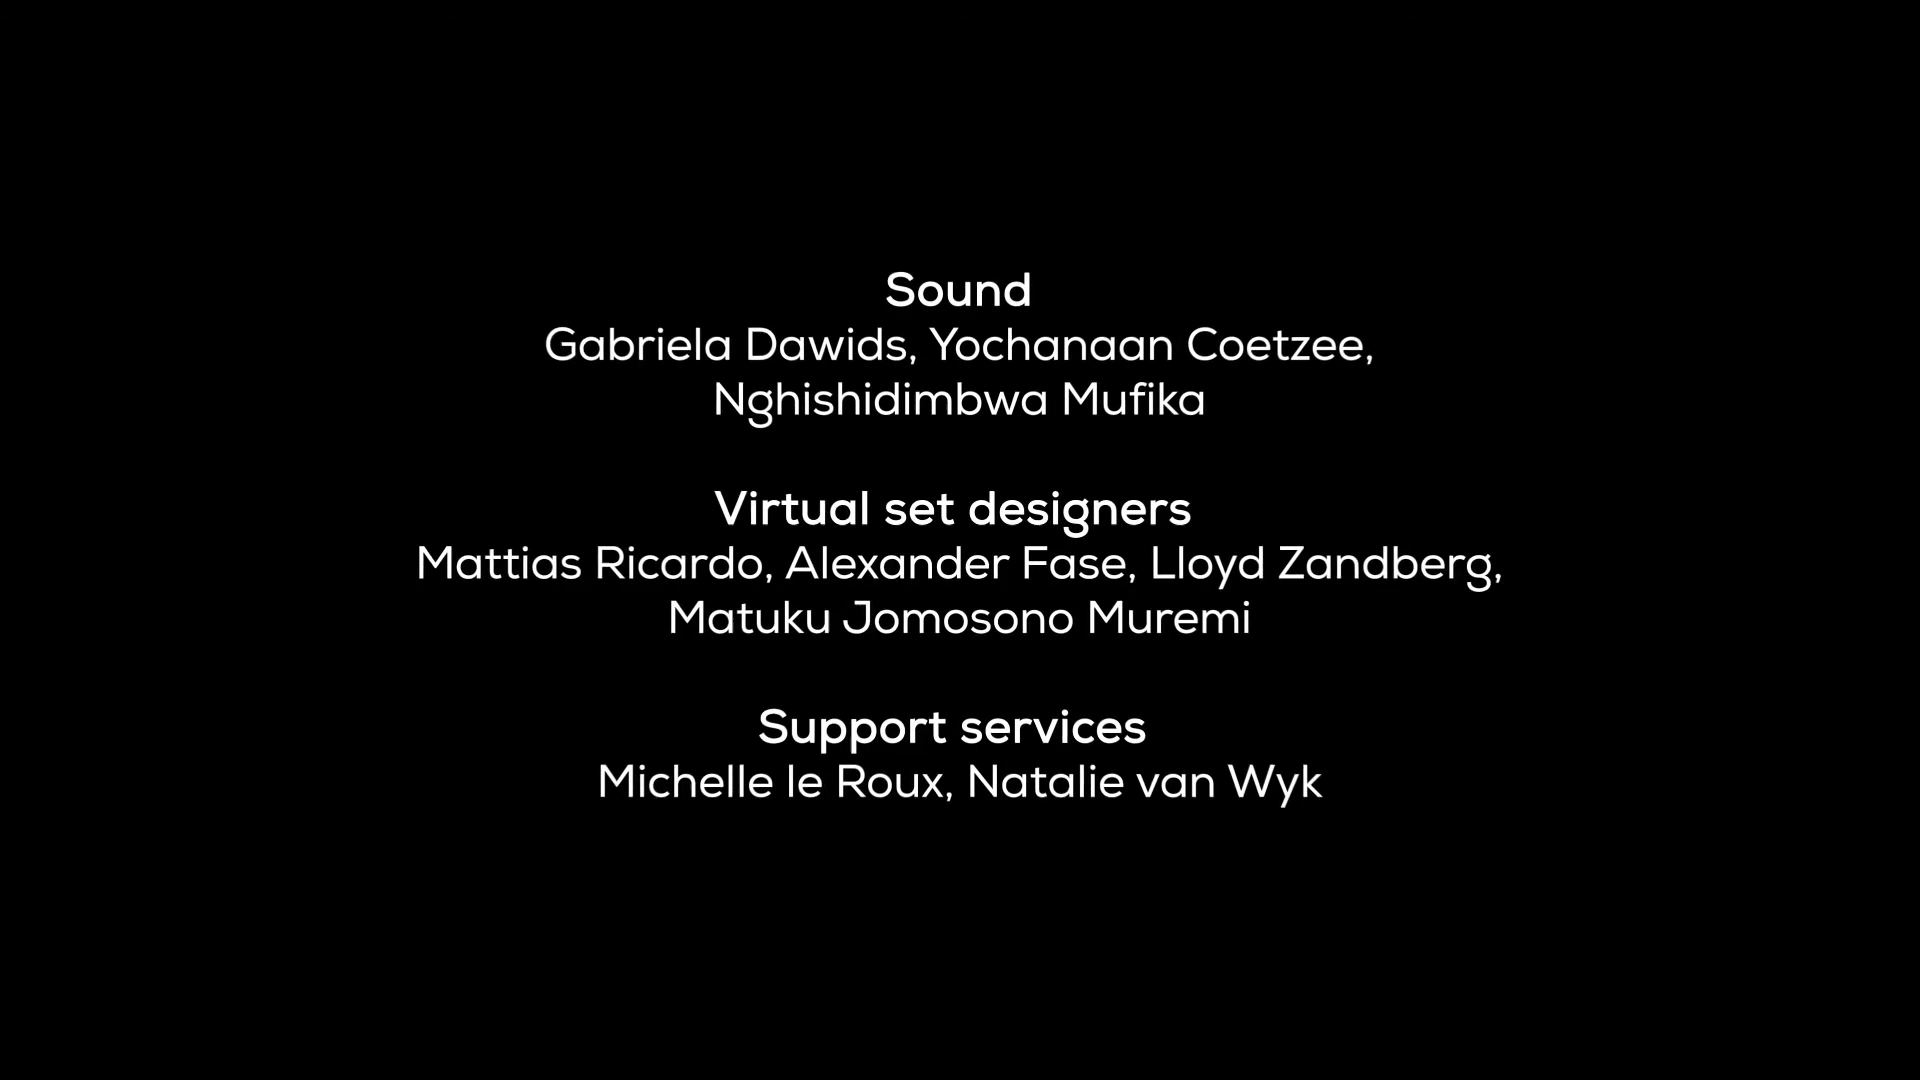 Sound
Gabriela Dawids, Yochanaan Coetzee,
Nghishidimbwa Mufika
Virtual set designers
Mattias Ricardo, Alexander Fase, Lloyd Zandberg,
Matuku Jomosono Muremi
Support services
Michelle le Roux, Natalie van Wyk